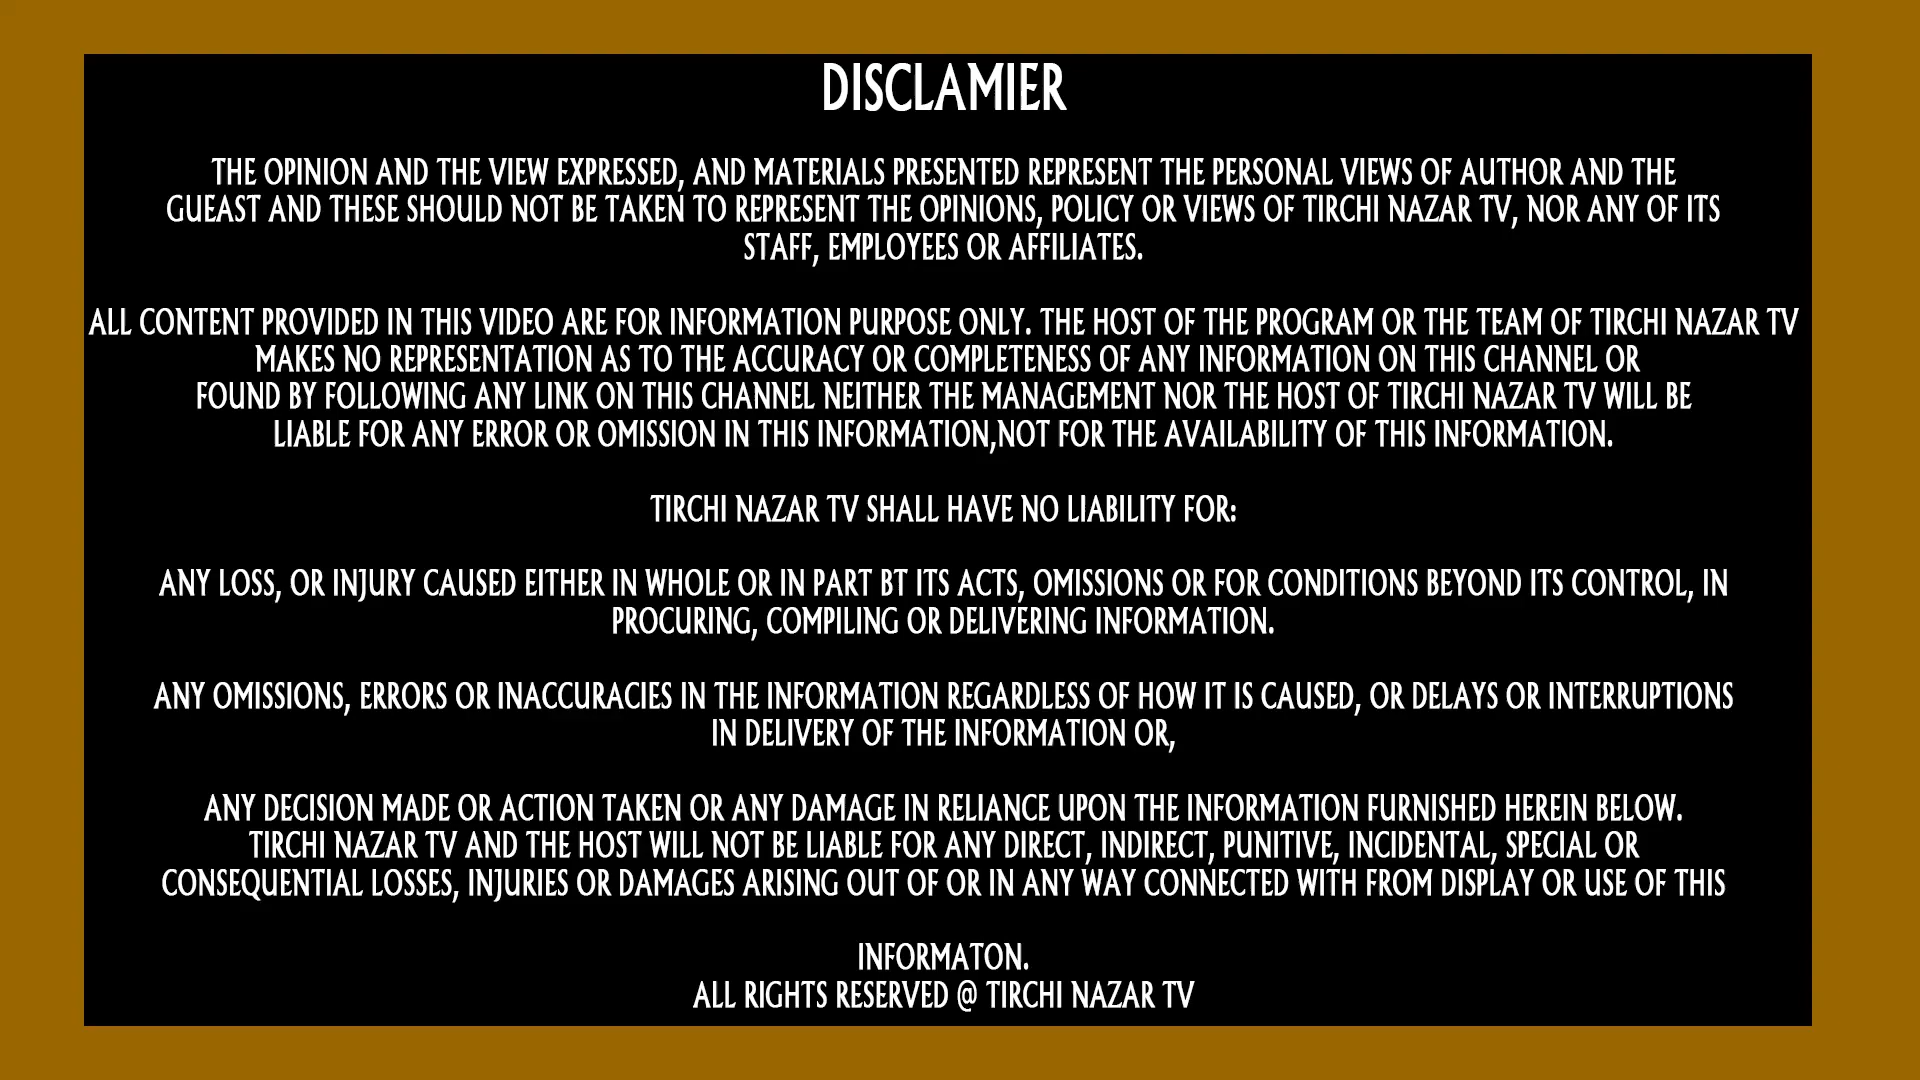 DISCLAMIER
THE OPINION AND THE VIEW EXPRESSED, AND MATERIALS PRESENTED REPRESENT THE PERSONAL VIEWS OF AUTHOR AND THE
GUEAST AND THESE SHOULD NOT BE TAKEN TO REPRESENT THE OPINIONS, POLICY OR VIEWS OF TIRCHI NAZAR TV, NOR ANY OF ITS
STAFF, EMPLOYEES OR AFFILIATES.
ALL CONTENT PROVIDED IN THIS VIDEO ARE FOR INFORMATION PURPOSE ONLY. THE HOST OF THE PROGRAM OR THE TEAM OF TIRCHI NAZAR TV
MAKES NO REPRESENTATION AS TO THE ACCURACY OR COMPLETENESS OF ANY INFORMATION ON THIS CHANNEL OR
FOUND BY FOLLOWING ANY LINK ON THIS CHANNEL NEITHER THE MANAGEMENT NOR THE HOST OF TIRCHI NAZAR TV WILL BE
LIABLE FOR ANY ERROR OR OMISSION IN THIS INFORMATION,NOT FOR THE AVAILABILITY OF THIS INFORMATION.
TIRCHI NAZAR TV SHALL HAVE NO LIABILITY FOR:
ANY LOSS, OR INJURY CAUSED EITHER IN WHOLE OR IN PART BT ITS ACTS, OMISSIONS OR FOR CONDITIONS BEYOND ITS CONTROL, IN
PROCURING, COMPILING OR DELIVERING INFORMATION.
ANY OMISSIONS, ERRORS OR INACCURACIES IN THE INFORMATION REGARDLESS OF HOW IT IS CAUSED, OR DELAYS OR INTERRUPTIONS
IN DELIVERY OF THE INFORMATION OR,
ANY DECISION MADE OR ACTION TAKEN OR ANY DAMAGE IN RELIANCE UPON THE INFORMATION FURNISHED HEREIN BELOW.
TIRCHI NAZAR TV AND THE HOST WILL NOT BE LIABLE FOR ANY DIRECT, INDIRECT, PUNITIVE, INCIDENTAL, SPECIAL OR
CONSEQUENTIAL LOSSES, INJURIES OR DAMAGES ARISING OUT OF OR IN ANY WAY CONNECTED WITH FROM DISPLAY OR USE OF THIS
INFORMATON.
ALL RIGHTS RESERVED @ TIRCHI NAZAR TV